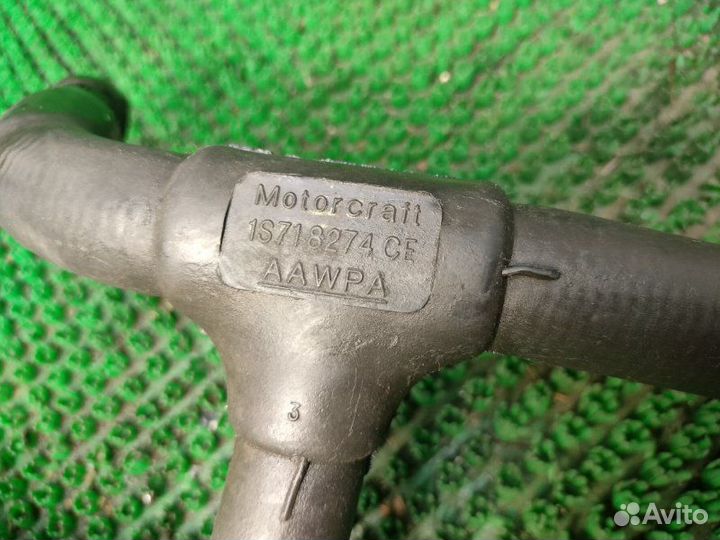 Motorcraft
1S718274 CE
AAWPA
3
Avito